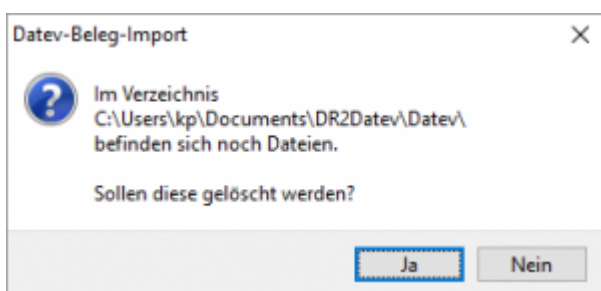 Datev-Beleg-Import
Im Verzeichnis
C:\Users\kp\Documents\DR2Datev\Datev\
befinden sich noch Dateien.
Sollen diese gelöscht werden?
Ja
Nein